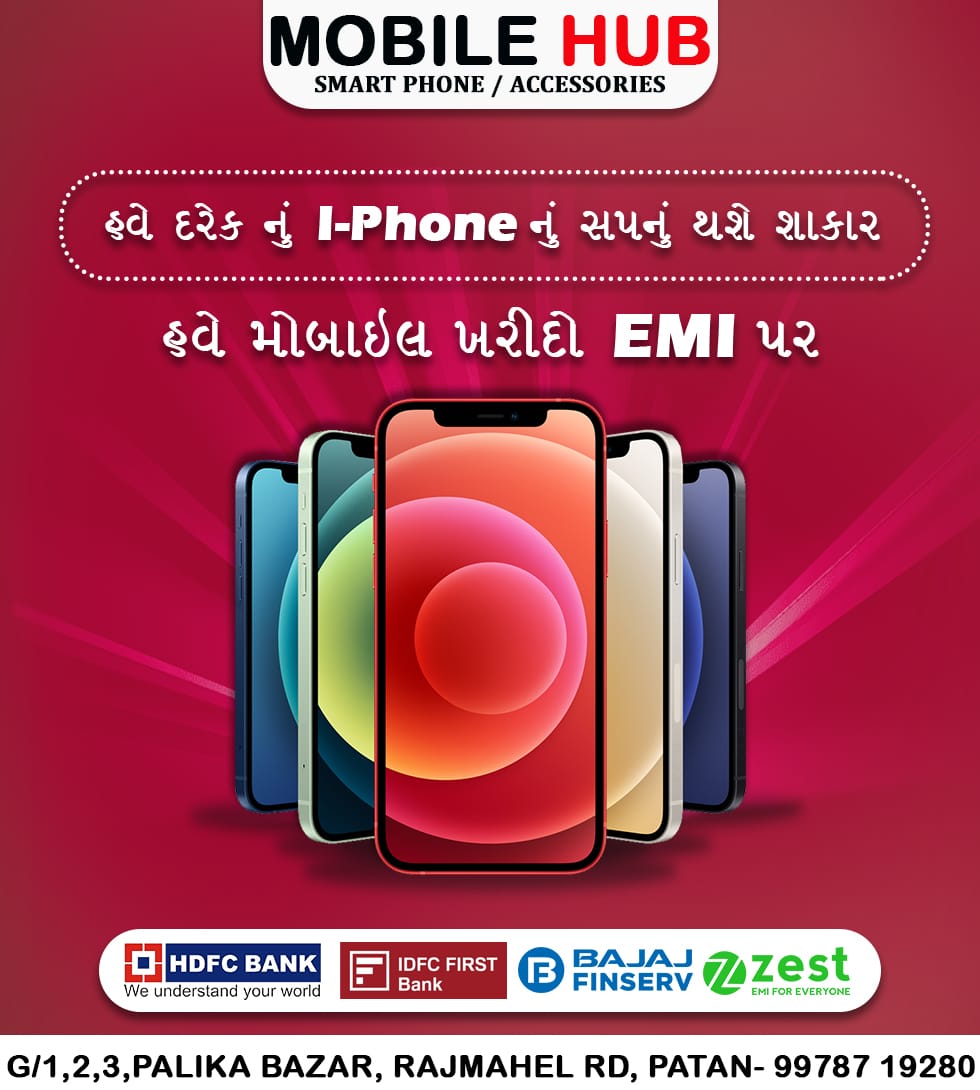 MOBILE HUB
SMART PHONE / ACCESSORIES
હવે દરેક નું I-Phone નું સપનું થશે શાકાર
હવે મોબાઇલ ખરીદો EMI પર
HDFC BANK
We understand your world
IDFC FIRST
Bank
BAJAJ
FINSERV
zest
EMI FOR EVERYONE
G/1,2,3,PALIKA BAZAR, RAJMAHEL RD, PATAN- 99787 19280